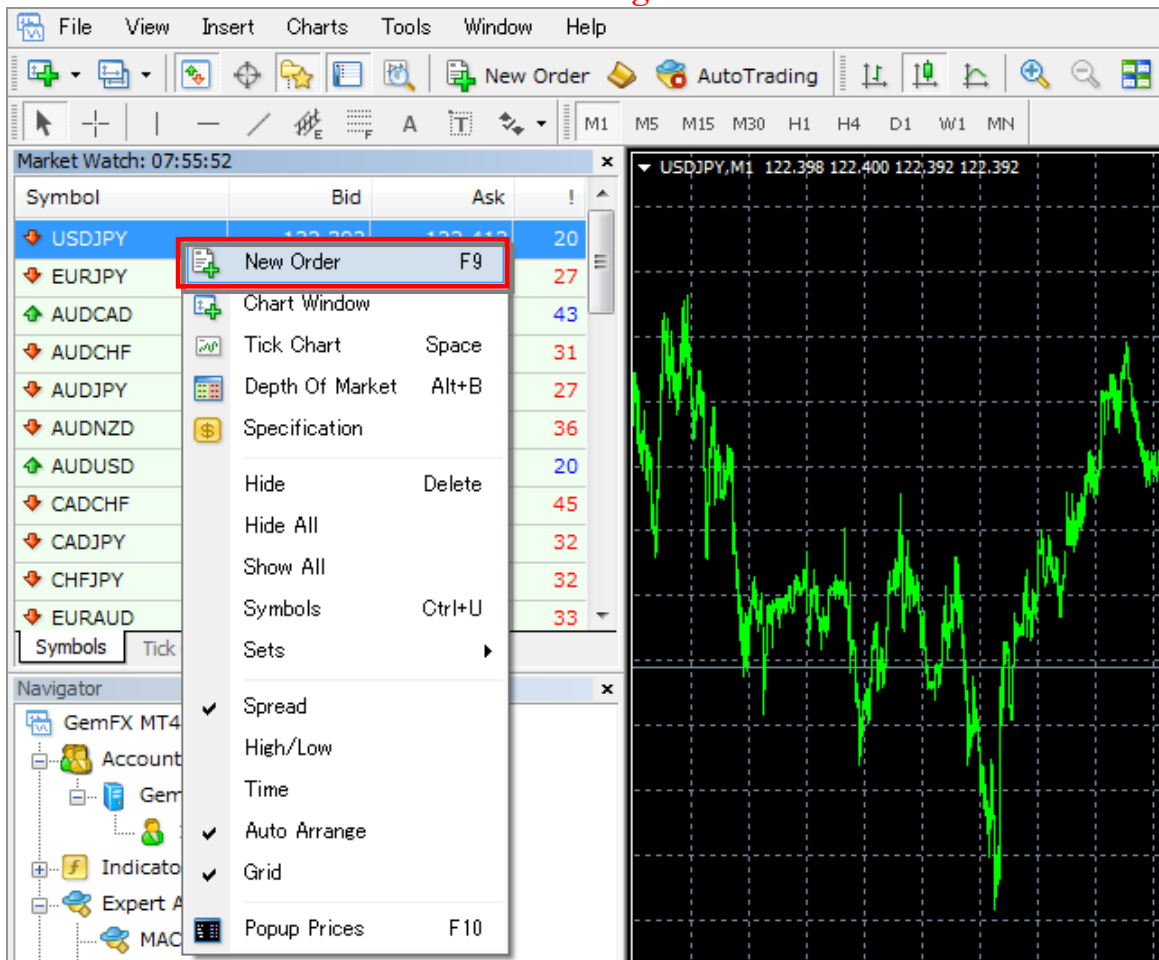 File View Insert Charts Tools Window Help
New Order AutoTrading
E F A T M1 M5 M15 M30 H1 H4 D1 W1 MN
Market Watch: 07:55:52
USDJPY,M1 122.398 122.400 122.392 122.392
Symbol Bid Ask !
USDJPY 20
New Order F9
EURJPY 27
Chart Window
AUDCAD 43
Tick Chart Space
AUDCHF 31
Depth Of Market Alt+B
AUDJPY 27
Specification
AUDNZD 36
AUDUSD 20
Hide Delete
CADCHF 45
Hide All
CADJPY 32
Show All
CHFJPY 32
Symbols Ctrl+U
EURAUD 33
Symbols Tick
Sets
Navigator
Spread
GemFX MT4
High/Low
Account
Time
Gem
Auto Arrange
Indicato
Grid
Expert A
Popup Prices F10
MAC